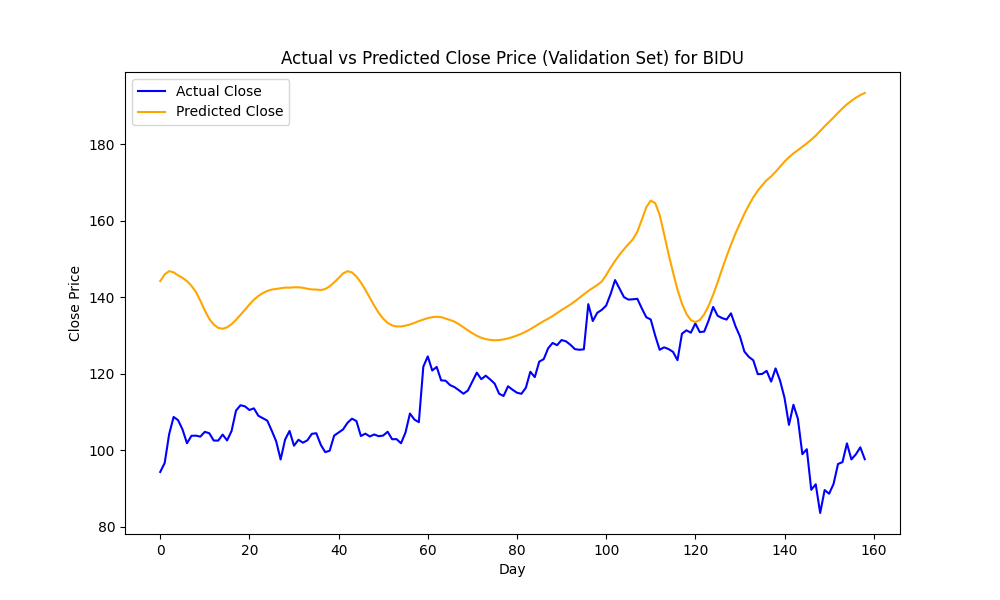 Actual vs Predicted Close Price (Validation Set) for BIDU
Actual Close
Predicted Close
Close Price
180
160
140
120
100
80
0 20 40 60 80 100 120 140 160
Day